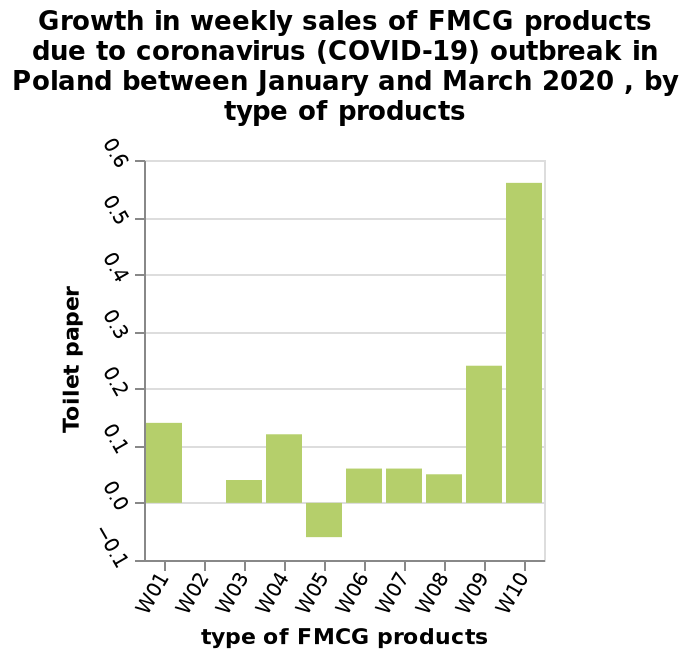 Growth in weekly sales of FMCG products
due to coronavirus (COVID-19) outbreak in
Poland between January and March 2020 , by
type of products
0.6
0.5
0.4
0.3
0.2
0.1
0.0
−0.1
Toilet paper
W01 W02 W03 W04 W05 W06 W07 W08 W09 W10
type of FMCG products